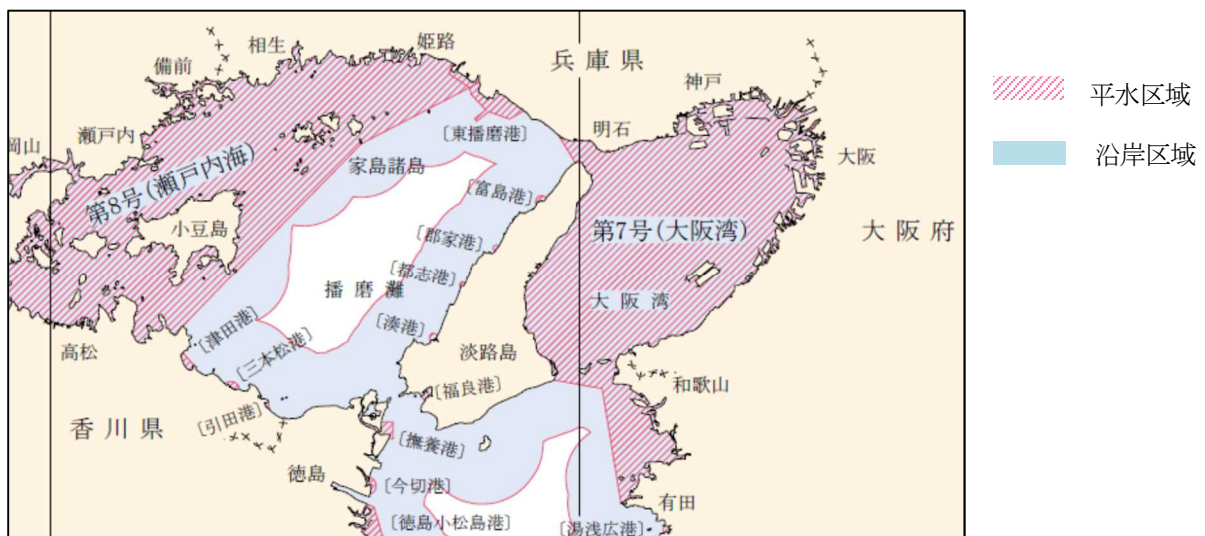 兵庫県
姫路
相生
備前
神戸
平水区域
瀬戸内
〔東播磨港〕
明石
岡山
大阪
沿岸区域
家島諸島
第8号(瀬戸内海)
〔富島港〕
小豆島
〔郡家港〕
第7号(大阪湾)
大阪府
〔都志港〕
播磨灘
大阪湾
〔津田港〕
〔湊港〕
高松
〔三本松港〕
淡路島
和歌山
〔福良港〕
〔引田港〕
香川県
〔撫養港〕
徳島
〔今切港〕
有田
〔徳島小松島港〕
〔湯浅広港〕